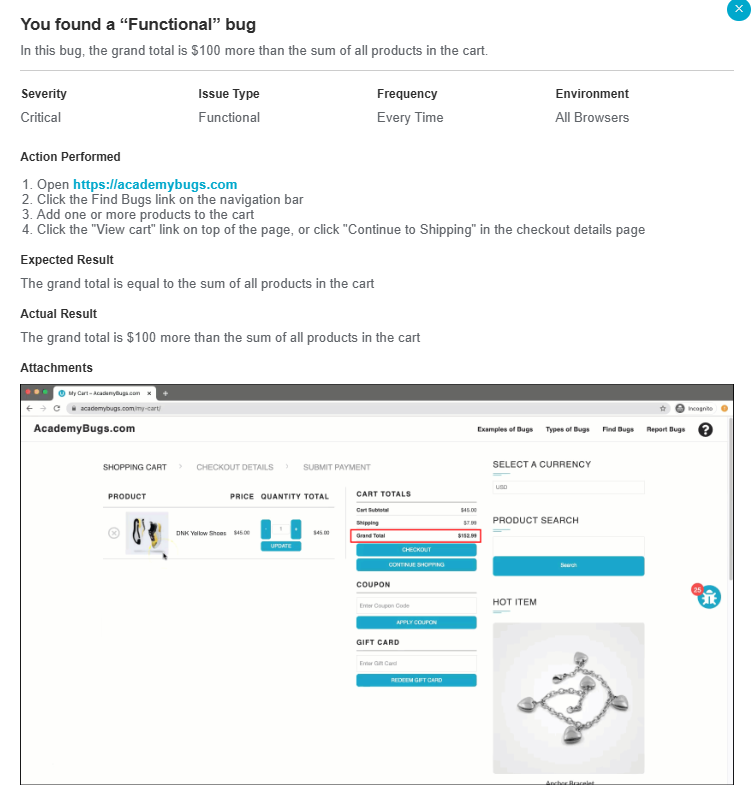 You found a “Functional” bug
In this bug, the grand total is $100 more than the sum of all products in the cart.
Severity Issue Type Frequency Environment
Critical Functional Every Time All Browsers
Action Performed
1. Open https://academybugs.com
2. Click the Find Bugs link on the navigation bar
3. Add one or more products to the cart
4. Click the "View cart" link on top of the page, or click "Continue to Shipping" in the checkout details page
Expected Result
The grand total is equal to the sum of all products in the cart
Actual Result
The grand total is $100 more than the sum of all products in the cart
Attachments
My Cart – AcademyBugs.com
academybugs.com/my-cart/ Incognito
AcademyBugs.com Examples of Bugs Types of Bugs Find Bugs Report Bugs ?
SHOPPING CART CHECKOUT DETAILS SUBMIT PAYMENT
PRODUCT PRICE QUANTITY TOTAL
DNK Yellow Shoes $45.00 - 1 + $45.00
UPDATE
CART TOTALS
Cart Subtotal $45.00
Shipping $7.99
Grand Total $152.99
CHECKOUT
CONTINUE SHOPPING
COUPON
Enter Coupon Code
APPLY COUPON
GIFT CARD
Enter Gift Card
REDEEM GIFT CARD
SELECT A CURRENCY
USD
PRODUCT SEARCH
Search
25
HOT ITEM
Anchor Bracelet